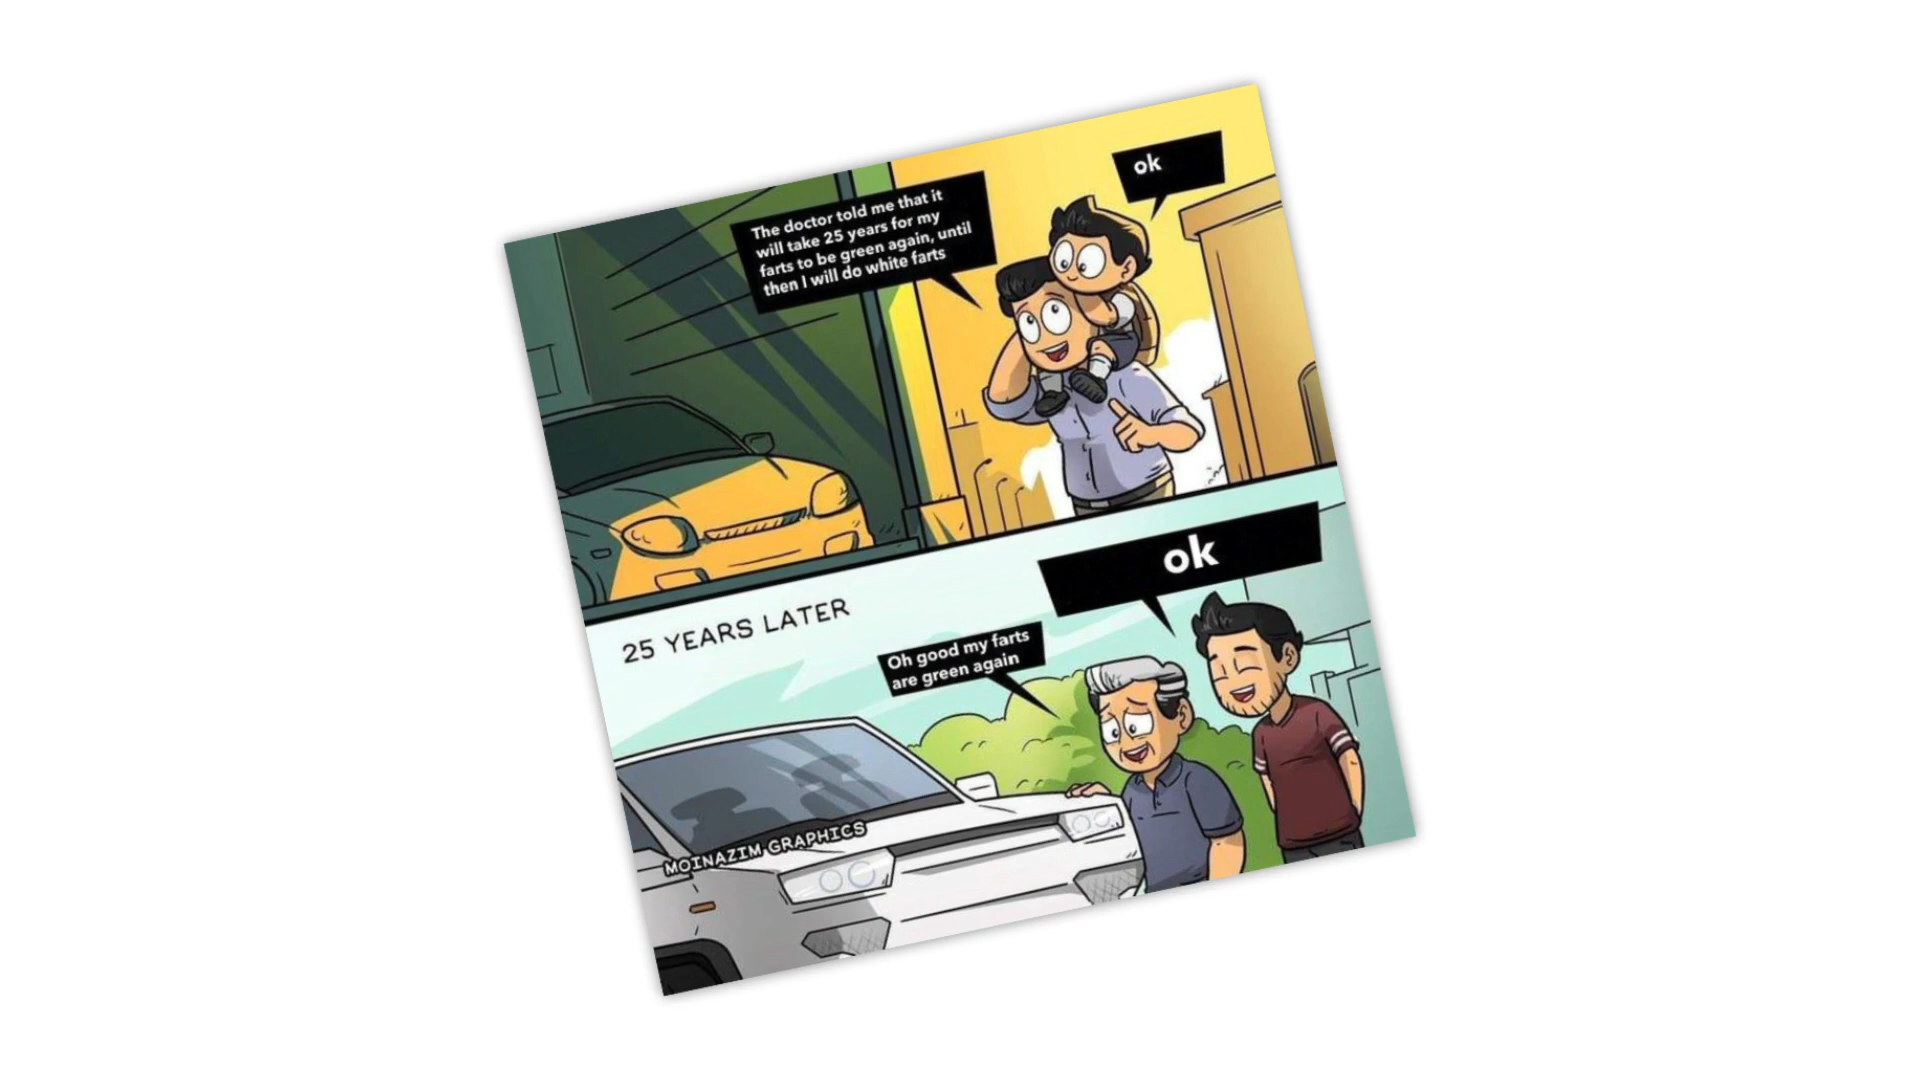 The doctor told me that it
will take 25 years for my
farts to be green again, until
then I will do white farts
ok
25 YEARS LATER
ok
Oh good my farts
are green again
MOINAZIM GRAPHICS